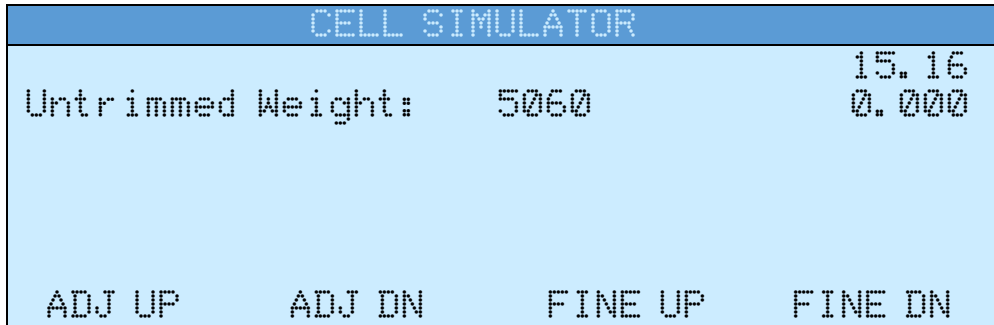 CELL SIMULATOR
15.16
Untrimmed Weight: 5060 0.000
ADJ UP ADJ DN FINE UP FINE DN